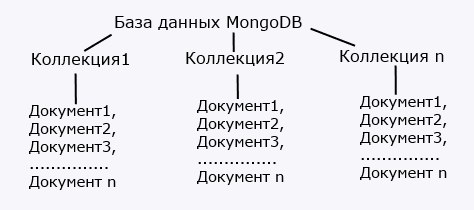 База данных MongoDB
Коллекция1
Коллекция2
Коллекция n
Документ1,
Документ2,
Документ3,
...............
Документ n
Документ1,
Документ2,
Документ3,
...............
Документ n
Документ1,
Документ2,
Документ3,
...............
Документ n